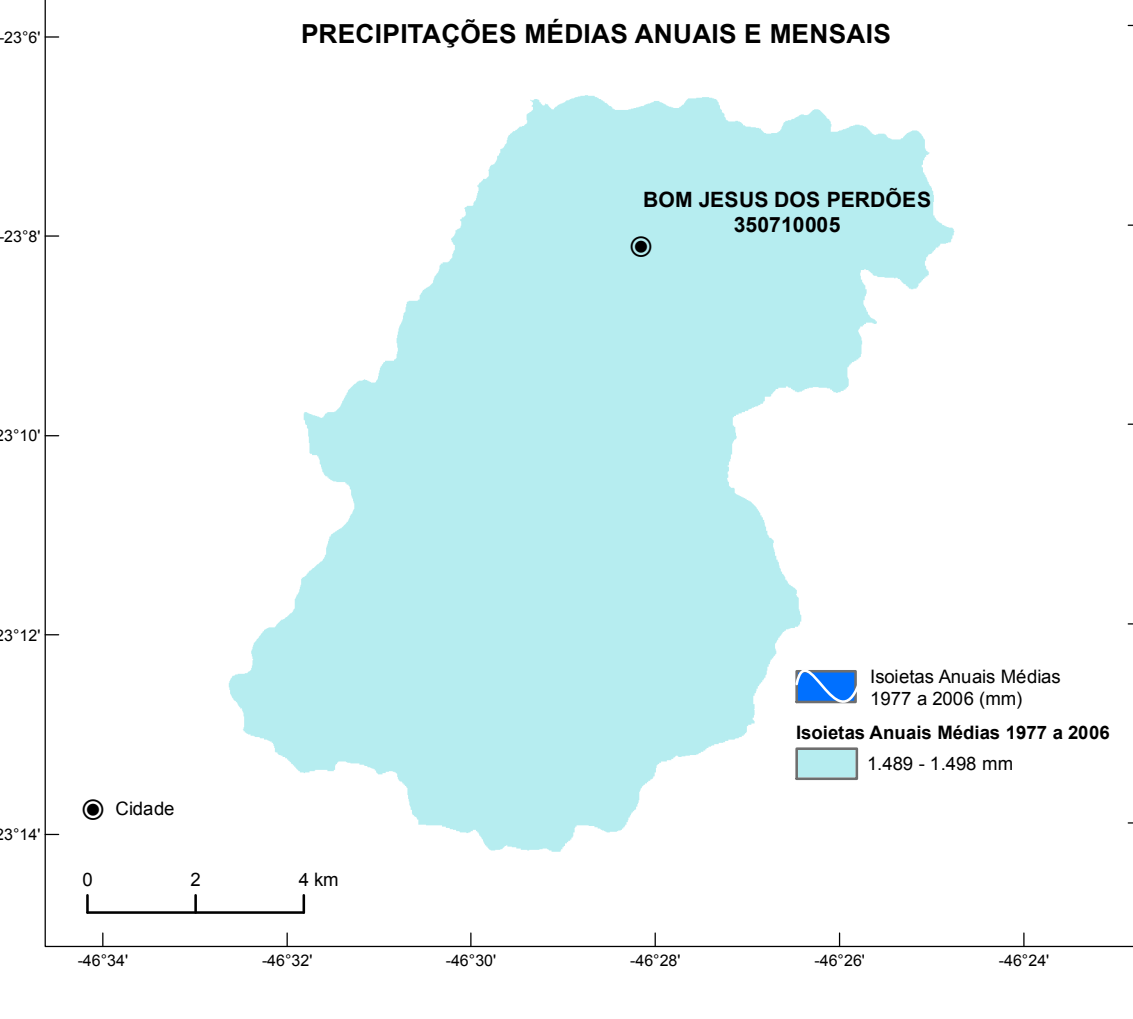 PRECIPITAÇÕES MÉDIAS ANUAIS E MENSAIS
-23°6'
BOM JESUS DOS PERDÕES
350710005
-23°8'
23°10'
23°12'
Isoietas Anuais Médias
1977 a 2006 (mm)
Isoietas Anuais Médias 1977 a 2006
1.489 - 1.498 mm
Cidade
23°14'
0 2 4 km
-46°34' -46°32' -46°30' -46°28' -46°26' -46°24'